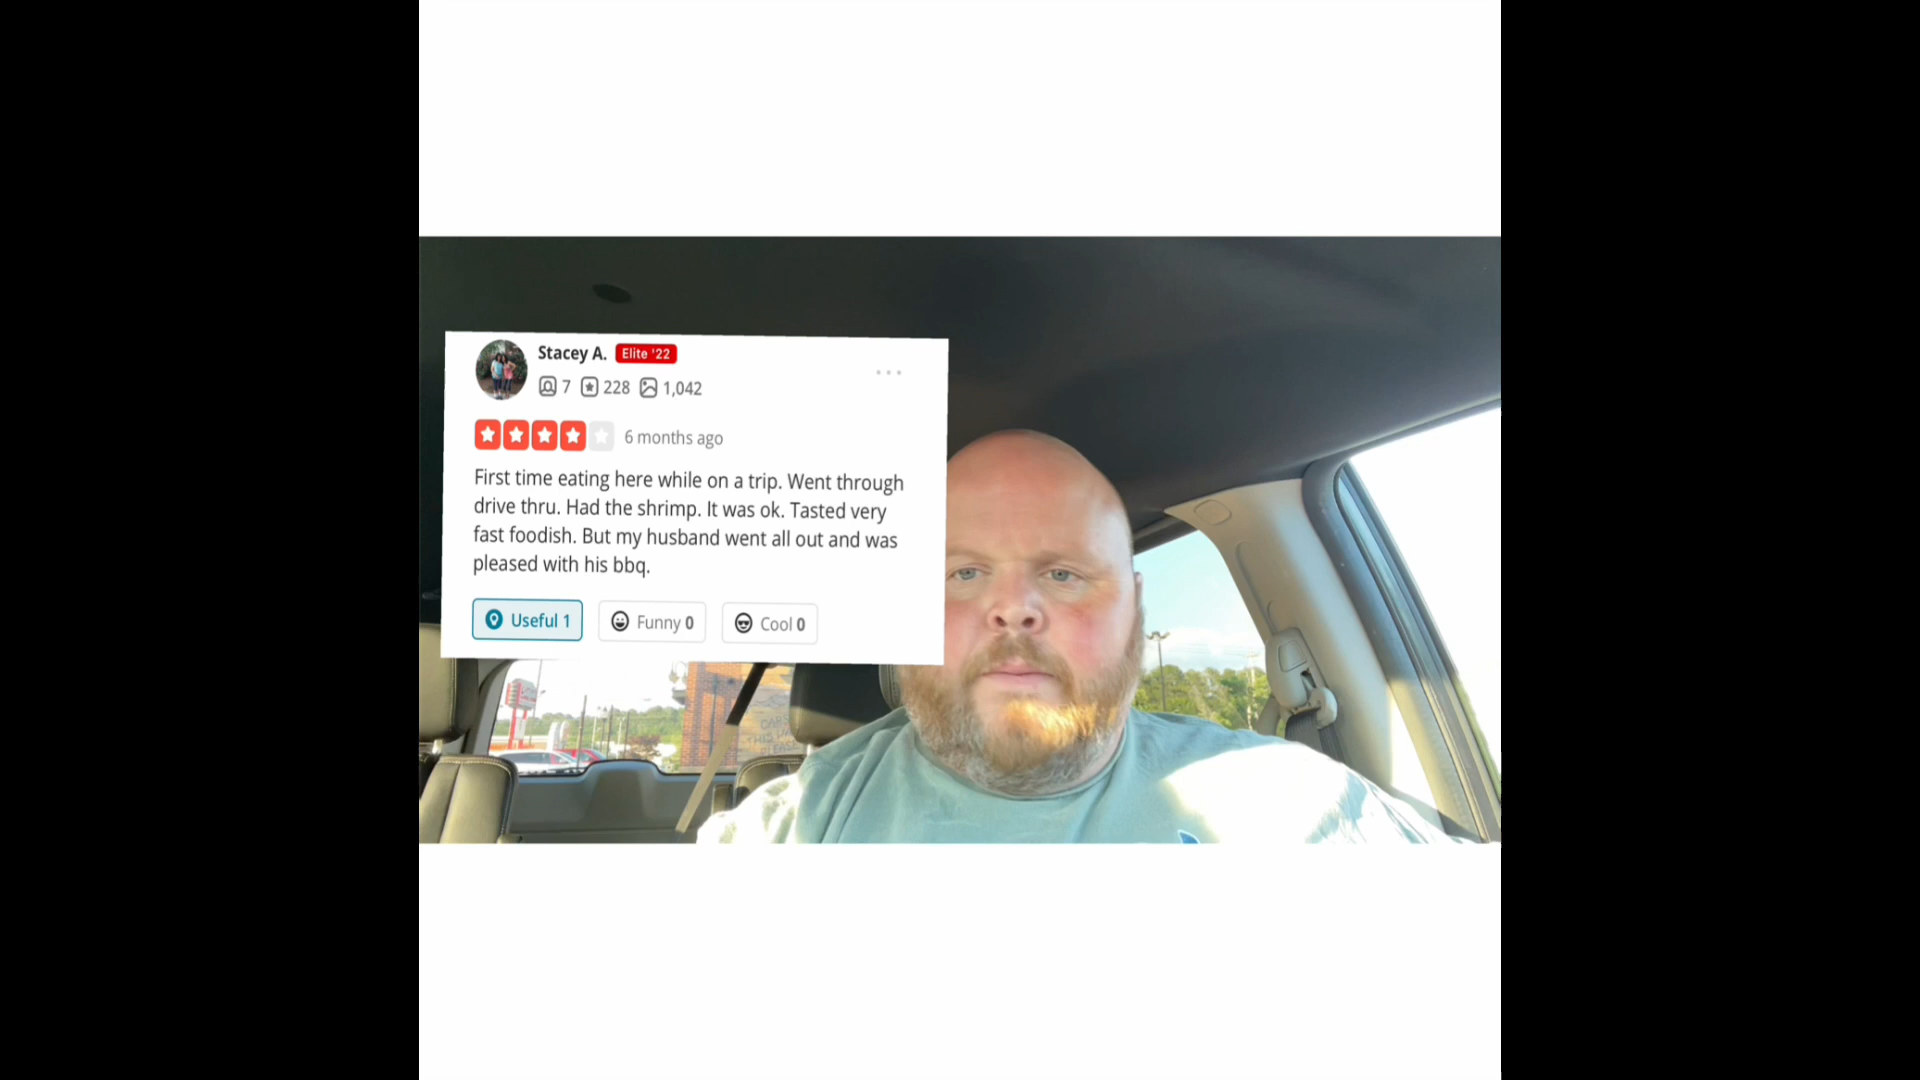 Stacey A. Elite '22
7 228 1,042
6 months ago
First time eating here while on a trip. Went through
drive thru. Had the shrimp. It was ok. Tasted very
fast foodish. But my husband went all out and was
pleased with his bbq.
Useful 1 Funny 0 Cool 0